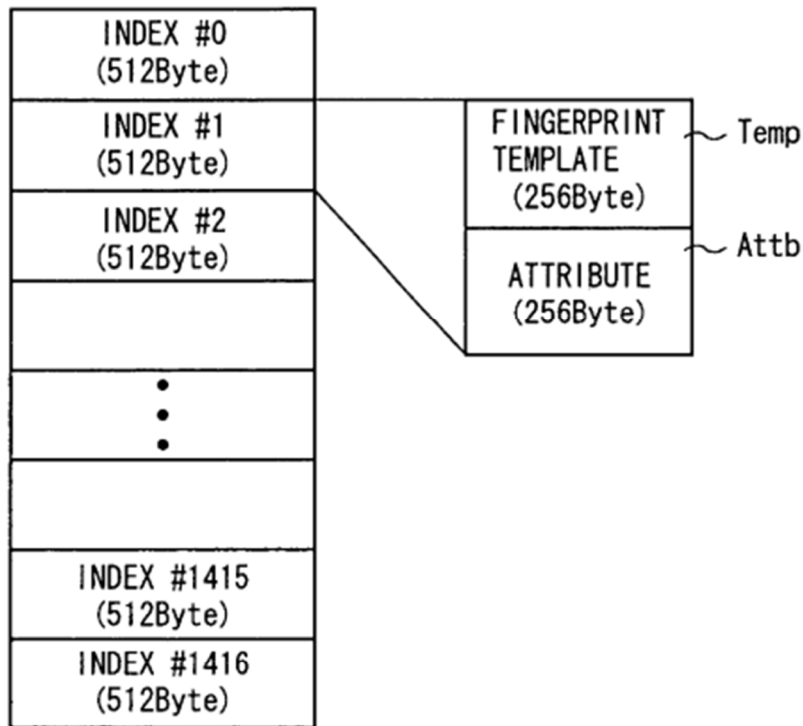 INDEX #0
(512Byte)
INDEX #1
(512Byte)
INDEX #2
(512Byte)
INDEX #1415
(512Byte)
INDEX #1416
(512Byte)
FINGERPRINT
TEMPLATE
(256Byte)
Temp
ATTRIBUTE
(256Byte)
Attb